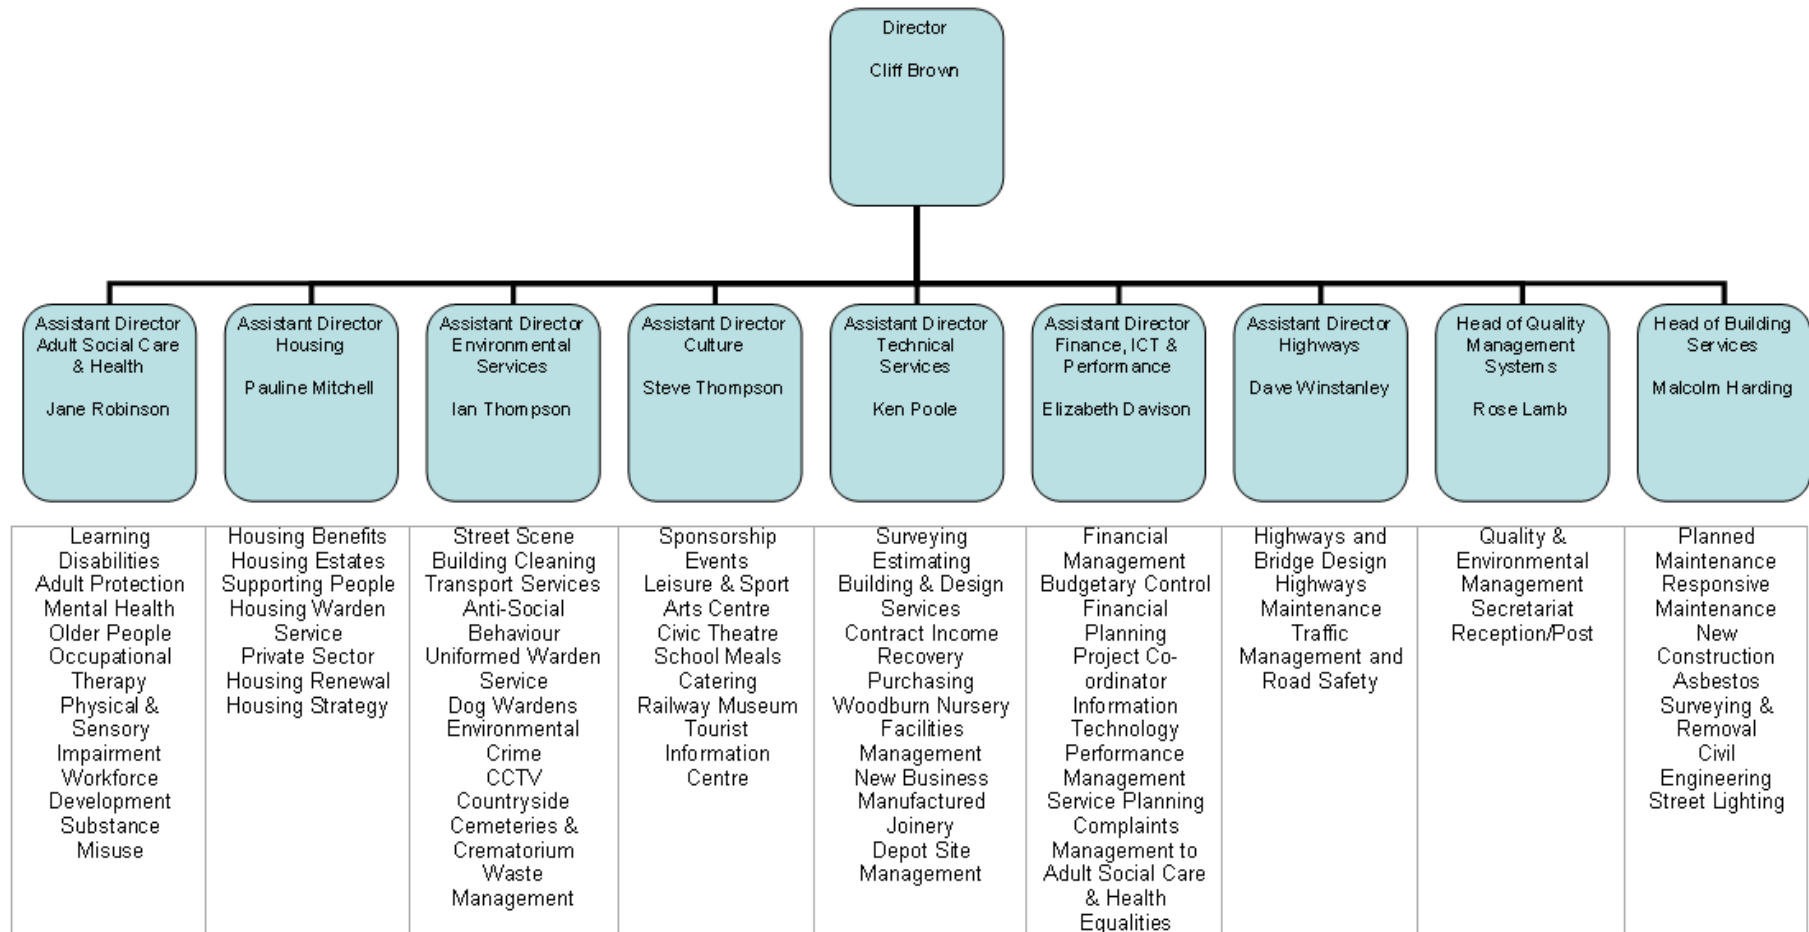 Director
Cliff Brown
Assistant Director
Adult Social Care
& Health
Jane Robinson
Assistant Director
Housing
Pauline Mitchell
Assistant Director
Environmental
Services
Ian Thompson
Assistant Director
Culture
Steve Thompson
Assistant Director
Technical
Services
Ken Poole
Assistant Director
Finance, ICT &
Performance
Elizabeth Davison
Assistant Director
Highways
Dave Winstanley
Head of Quality
Management
Systems
Rose Lamb
Head of Building
Services
Malcolm Harding
Learning
Disabilities
Adult Protection
Mental Health
Older People
Occupational
Therapy
Physical &
Sensory
Impairment
Workforce
Development
Substance
Misuse
Housing Benefits
Housing Estates
Supporting People
Housing Warden
Service
Private Sector
Housing Renewal
Housing Strategy
Street Scene
Building Cleaning
Transport Services
Anti-Social
Behaviour
Uniformed Warden
Service
Dog Wardens
Environmental
Crime
CCTV
Countryside
Cemeteries &
Crematorium
Waste
Management
Sponsorship
Events
Leisure & Sport
Arts Centre
Civic Theatre
School Meals
Catering
Railway Museum
Tourist
Information
Centre
Surveying
Estimating
Building & Design
Services
Contract Income
Recovery
Purchasing
Woodburn Nursery
Facilities
Management
New Business
Manufactured
Joinery
Depot Site
Management
Financial
Management
Budgetary Control
Financial
Planning
Project Co-
ordinator
Information
Technology
Performance
Management
Service Planning
Complaints
Management to
Adult Social Care
& Health
Equalities
Highways and
Bridge Design
Highways
Maintenance
Traffic
Management and
Road Safety
Quality &
Environmental
Management
Secretariat
Reception/Post
Planned
Maintenance
Responsive
Maintenance
New
Construction
Asbestos
Surveying &
Removal
Civil
Engineering
Street Lighting